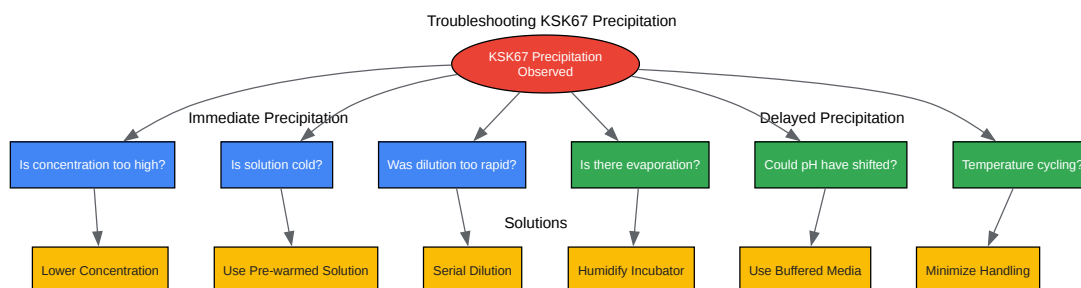 Troubleshooting KSK67 Precipitation
KSK67 Precipitation
Observed
Immediate Precipitation
Delayed Precipitation
Is concentration too high?
Is solution cold?
Was dilution too rapid?
Is there evaporation?
Could pH have shifted?
Temperature cycling?
Solutions
Lower Concentration
Use Pre-warmed Solution
Serial Dilution
Humidify Incubator
Use Buffered Media
Minimize Handling